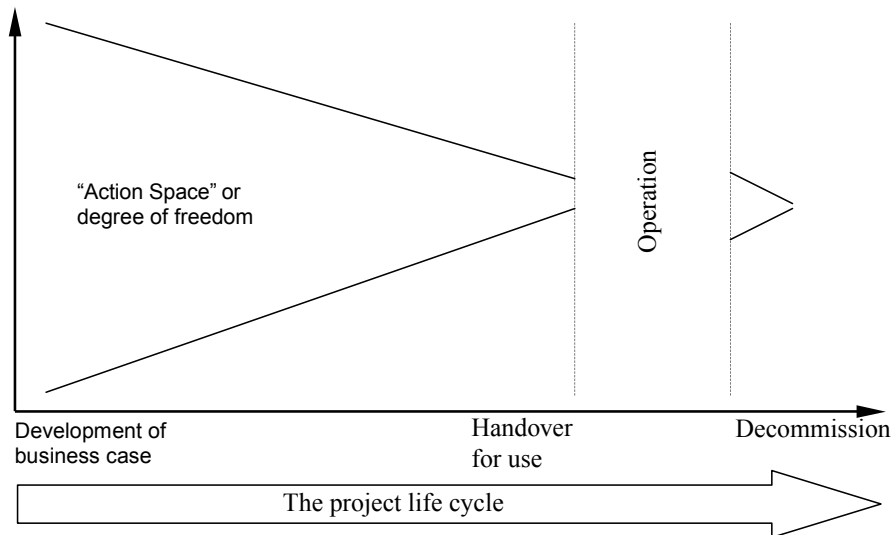 “Action Space” or
degree of freedom
Operation
Development of
business case
Handover
for use
Decommission
The project life cycle